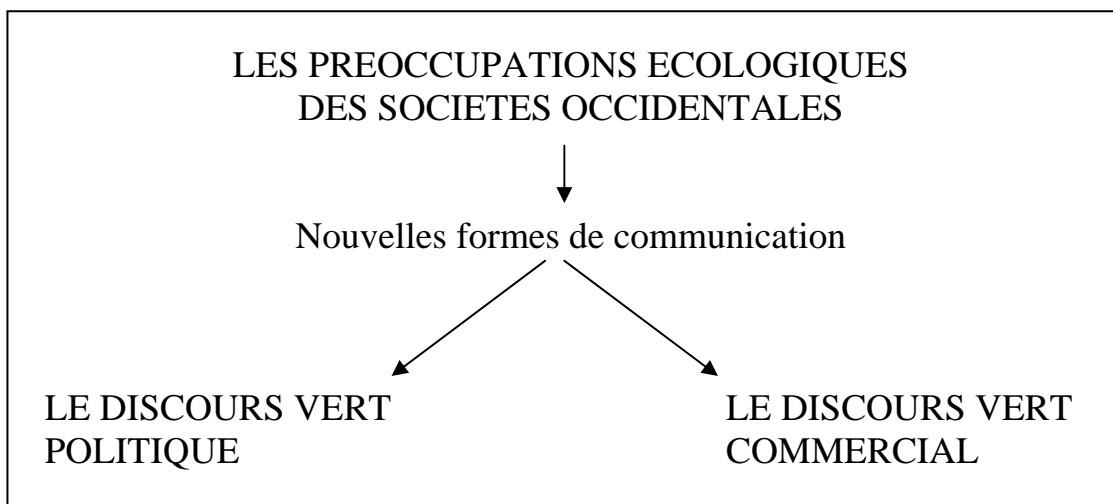 LES PREOCCUPATIONS ECOLOGIQUES
DES SOCIETES OCCIDENTALES
Nouvelles formes de communication
LE DISCOURS VERT
POLITIQUE
LE DISCOURS VERT
COMMERCIAL